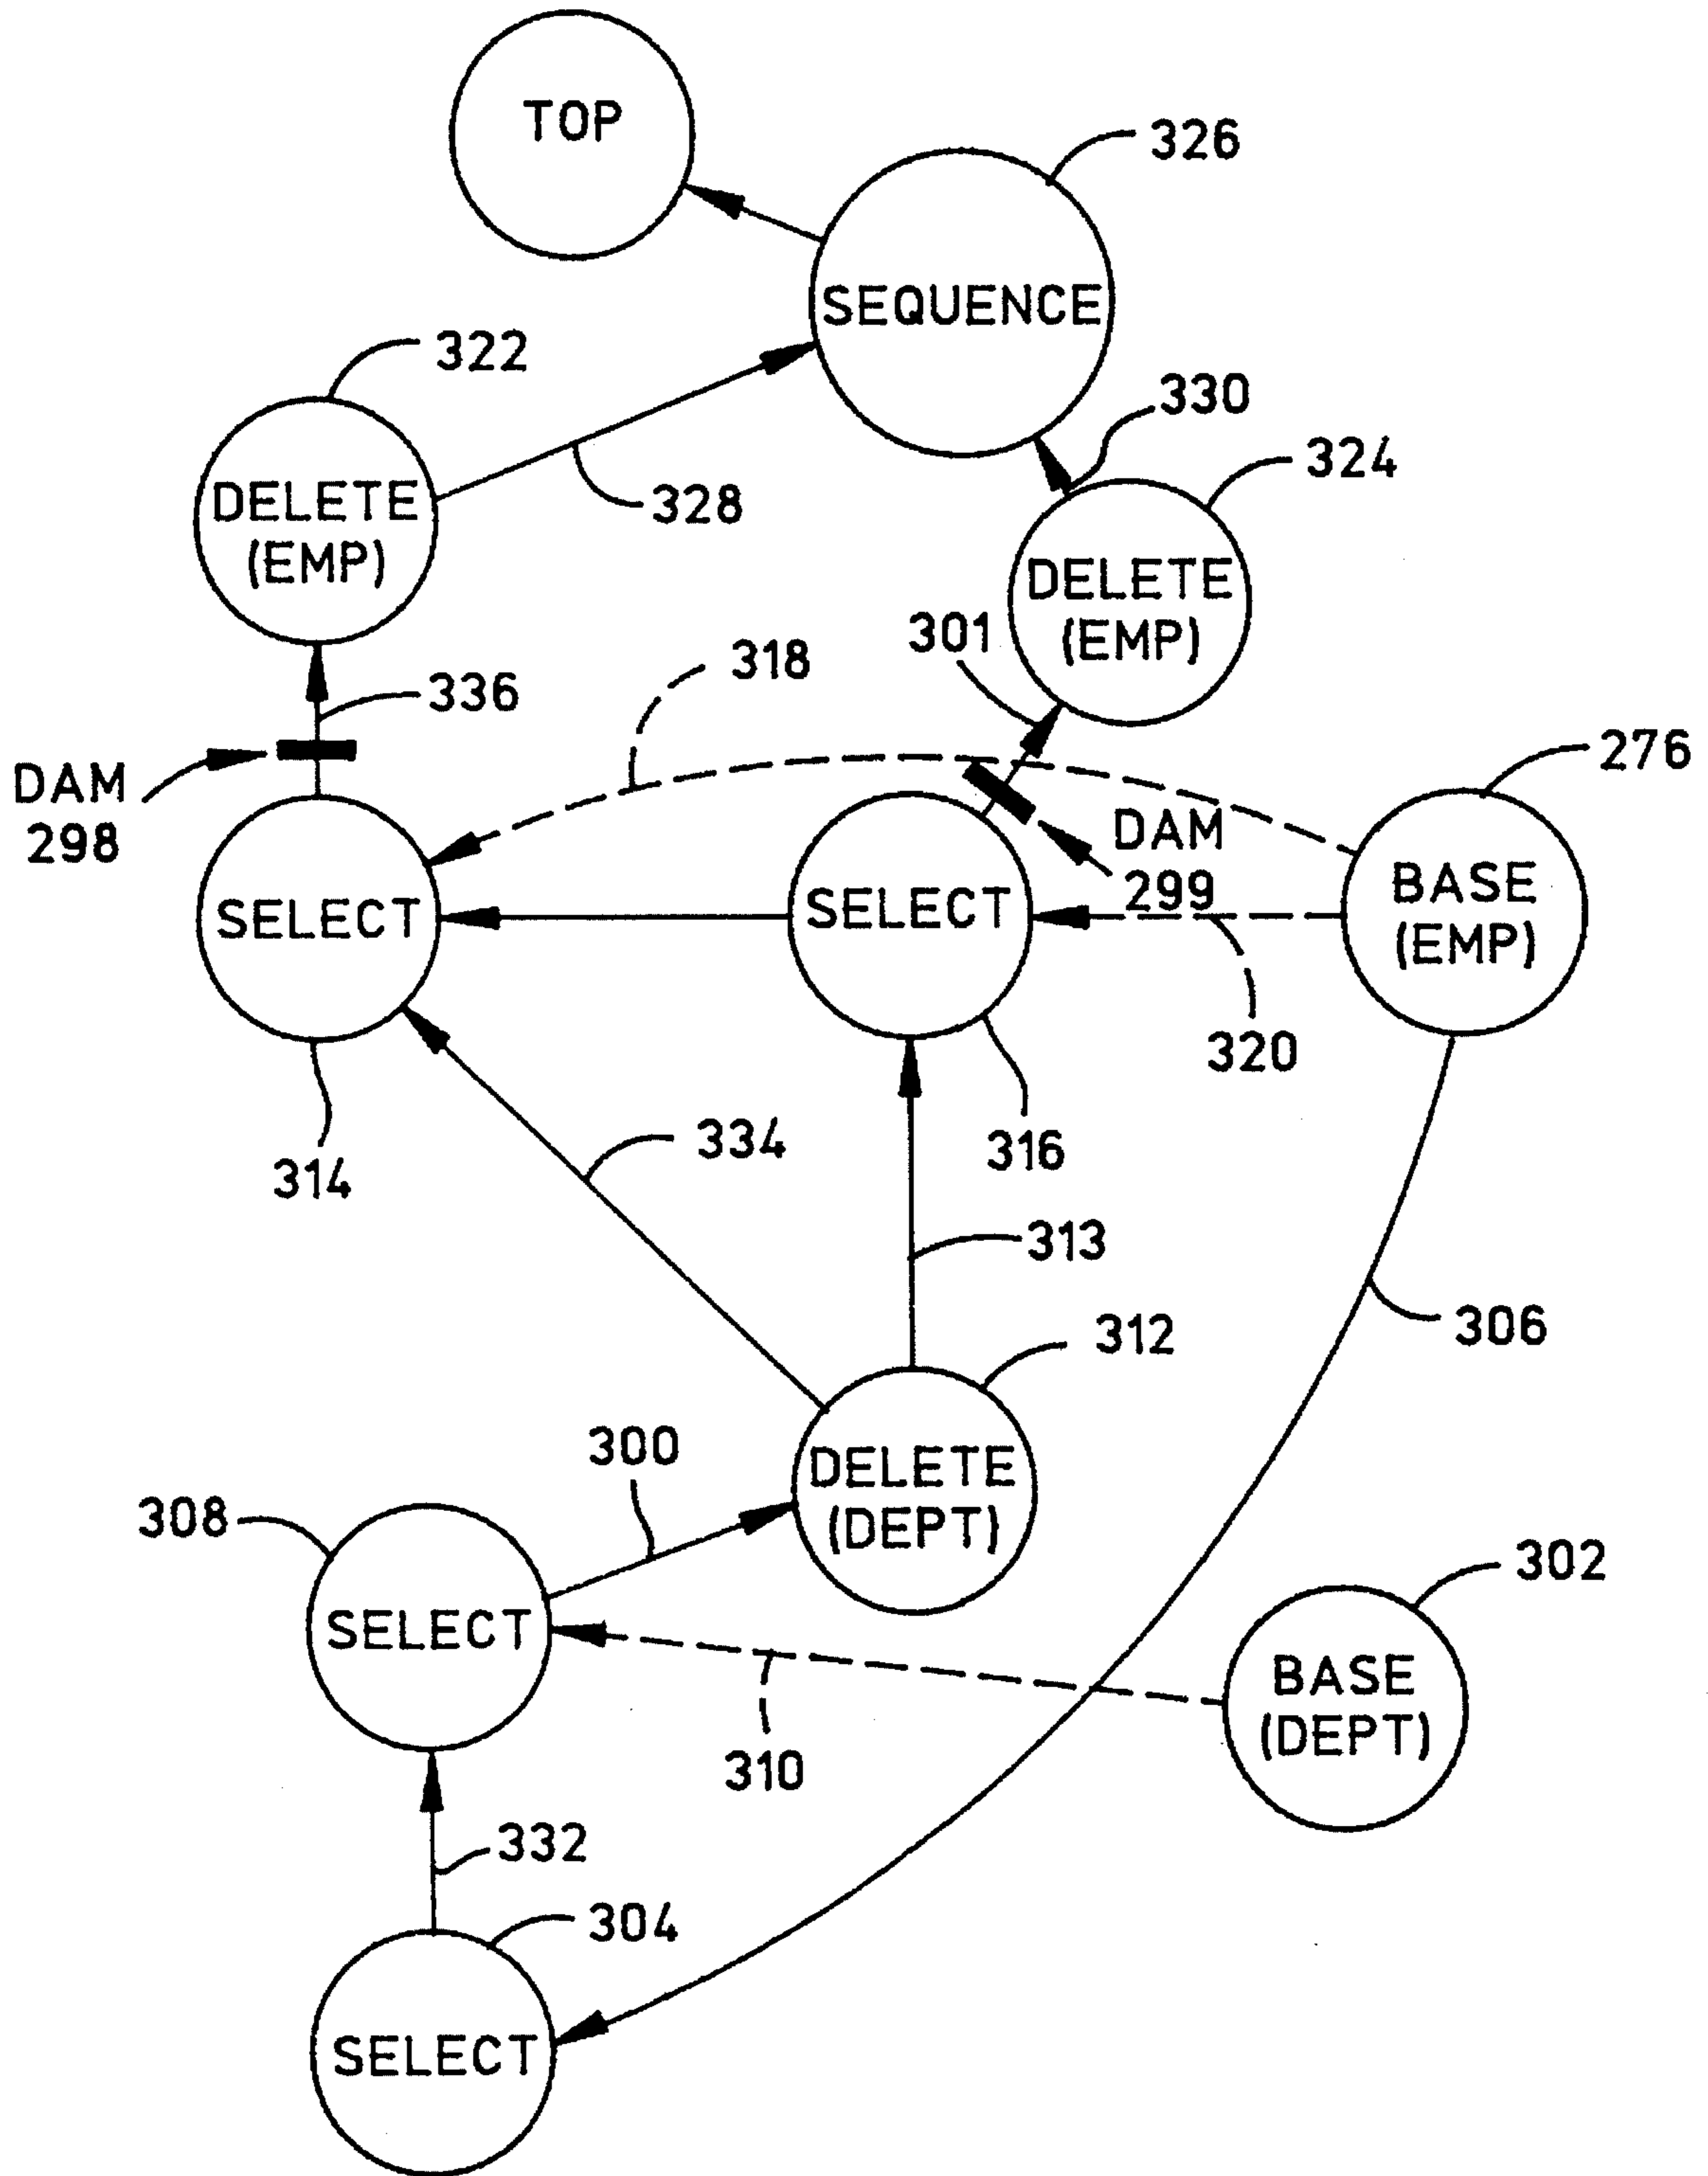 TOP
326
SEQUENCE
322
330
324
DELETE
(EMP)
328
DELETE
(EMP)
301
318
336
276
DAM
298
DAM
299
BASE
(EMP)
SELECT
SELECT
320
334
316
314
313
306
312
300
DELETE
(DEPT)
308
302
SELECT
BASE
(DEPT)
310
332
304
SELECT